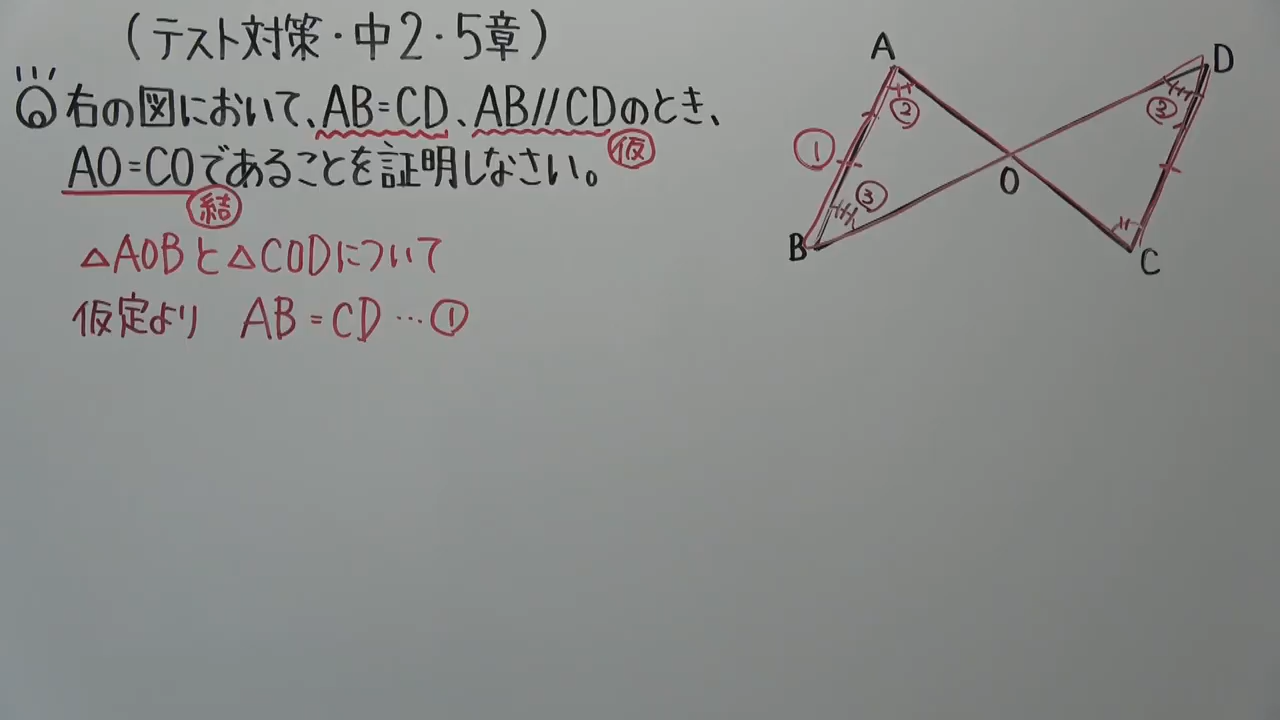 (テスト対策・中2・5章)
右の図において、AB=CD、AB//CDのとき、
仮
AO=COであることを証明しなさい。
結
△AOBと△CODについて
仮定より AB=CD…①
A
D
②
③
①
③
O
B
C